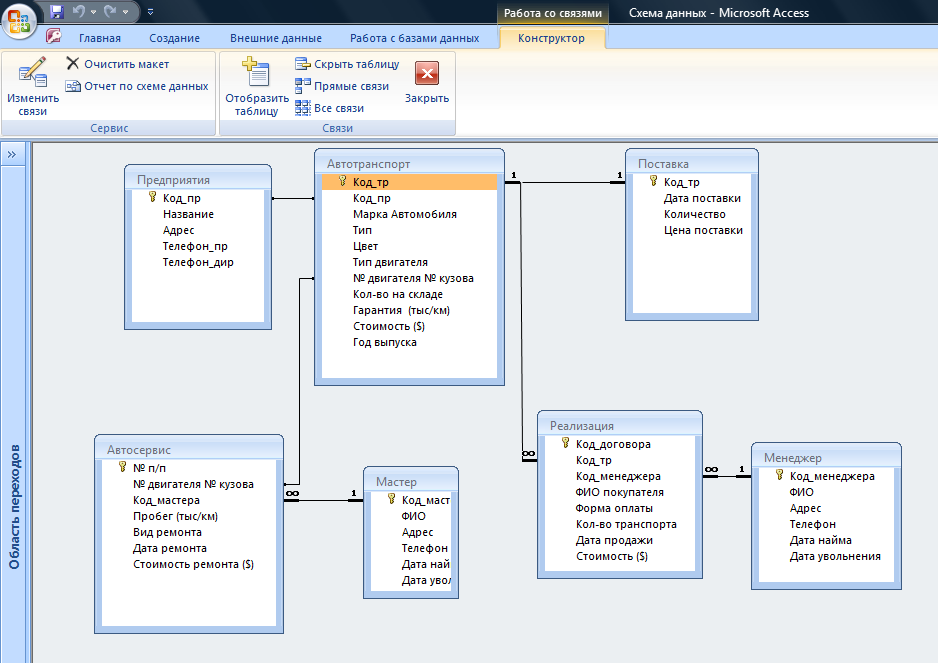 Работа со связями
Схема данных - Microsoft Access
Главная
Создание
Внешние данные
Работа с базами данных
Конструктор
Изменить связи
Очистить макет
Отчет по схеме данных
Сервис
Отобразить таблицу
Скрыть таблицу
Прямые связи
Все связи
Закрыть
Связи
»
Область переходов
Предприятия
Код_пр
Название
Адрес
Телефон_пр
Телефон_дир
Автотранспорт
Код_тр
Код_пр
Марка Автомобиля
Тип
Цвет
Тип двигателя
№ двигателя № кузова
Кол-во на складе
Гарантия (тыс/км)
Стоимость ($)
Год выпуска
1
1
Поставка
Код_тр
Дата поставки
Количество
Цена поставки
Автосервис
№ п/п
№ двигателя № кузова
Код_мастера
Пробег (тыс/км)
Вид ремонта
Дата ремонта
Стоимость ремонта ($)
∞
1
Мастер
Код_маст
ФИО
Адрес
Телефон
Дата най
Дата увол
∞
Реализация
Код_договора
Код_тр
Код_менеджера
ФИО покупателя
Форма оплаты
Кол-во транспорта
Дата продажи
Стоимость ($)
∞
1
Менеджер
Код_менеджера
ФИО
Адрес
Телефон
Дата найма
Дата увольнения